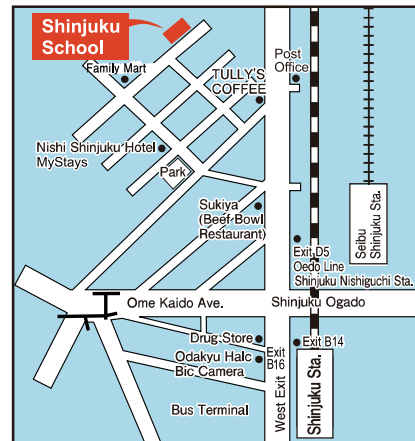 Shinjuku
School
Family Mart
Post
Office
TULLY'S
COFFEE
Nishi Shinjuku Hotel
MyStays
Park
Sukiya
(Beef Bowl
Restaurant)
Seibu
Shinjuku Sta.
Exit D5
Oedo Line
Shinjuku Nishiguchi Sta.
Ome Kaido Ave.
Shinjuku Ogado
Drug Store
Exit B14
Odakyu Halc
Bic Camera
Exit
B16
West Exit
Shinjuku Sta.
Bus Terminal